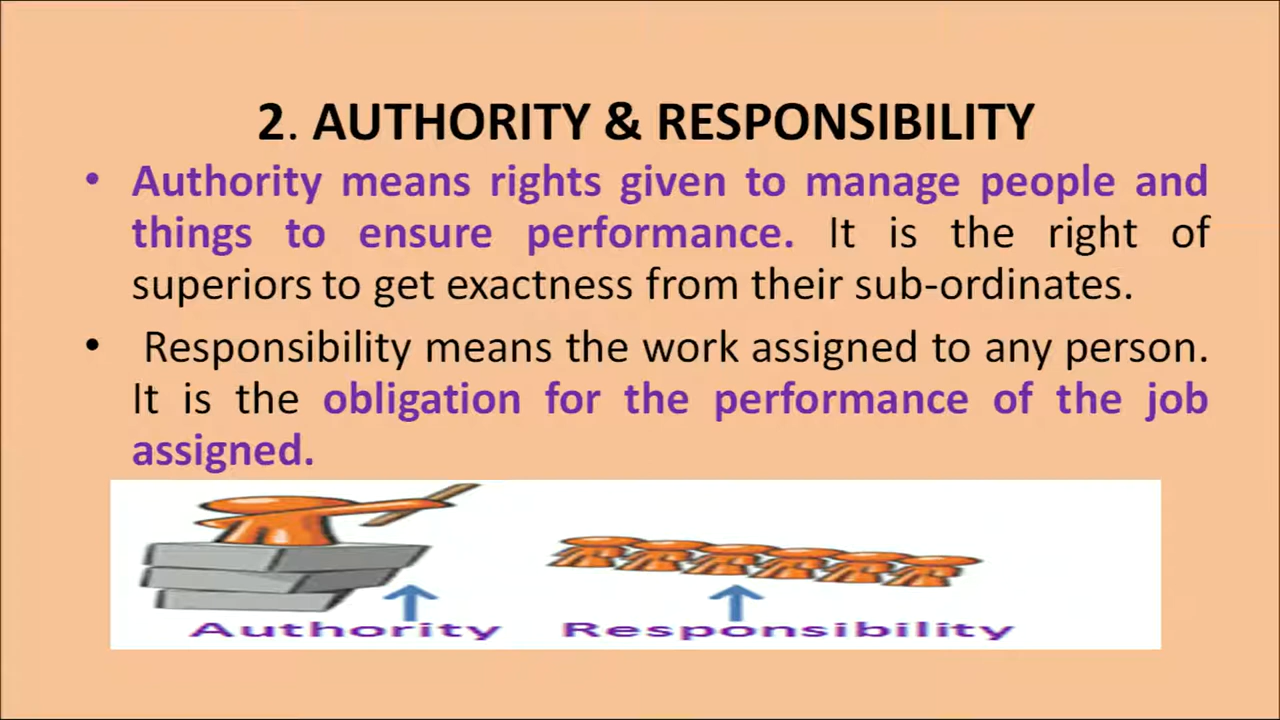 2. AUTHORITY & RESPONSIBILITY
• Authority means rights given to manage people and
things to ensure performance. It is the right of
superiors to get exactness from their sub-ordinates.
• Responsibility means the work assigned to any person.
It is the obligation for the performance of the job
assigned.
Authority
Responsibility